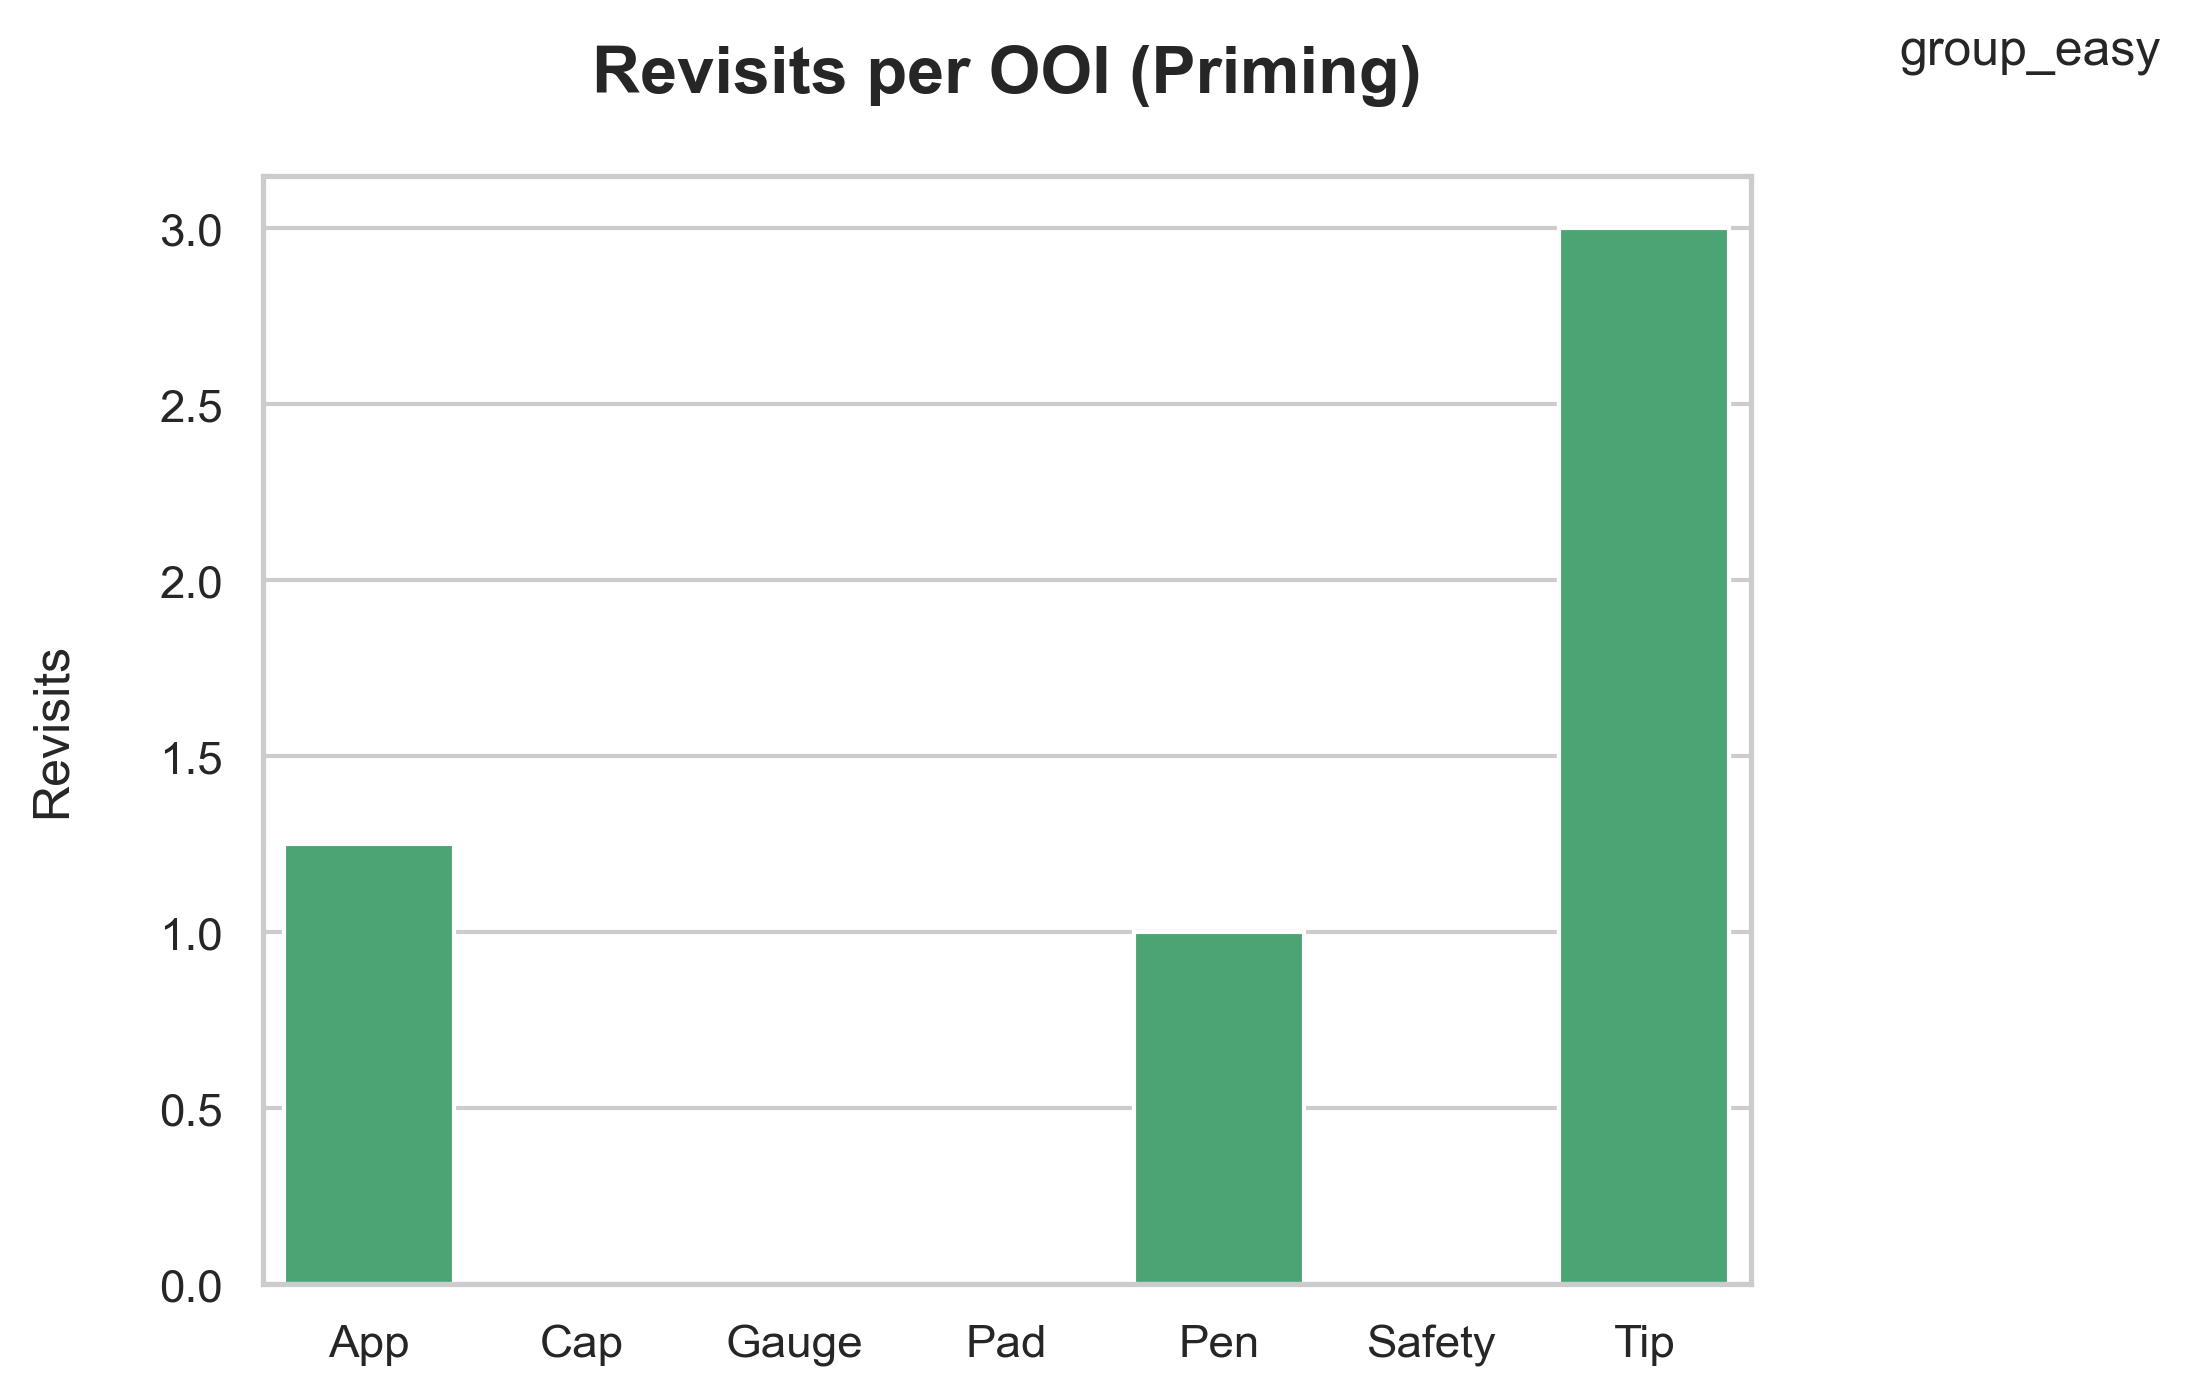 Revisits per OOI (Priming)
group_easy
Revisits
3.0
2.5
2.0
1.5
1.0
0.5
0.0
App Cap Gauge Pad Pen Safety Tip